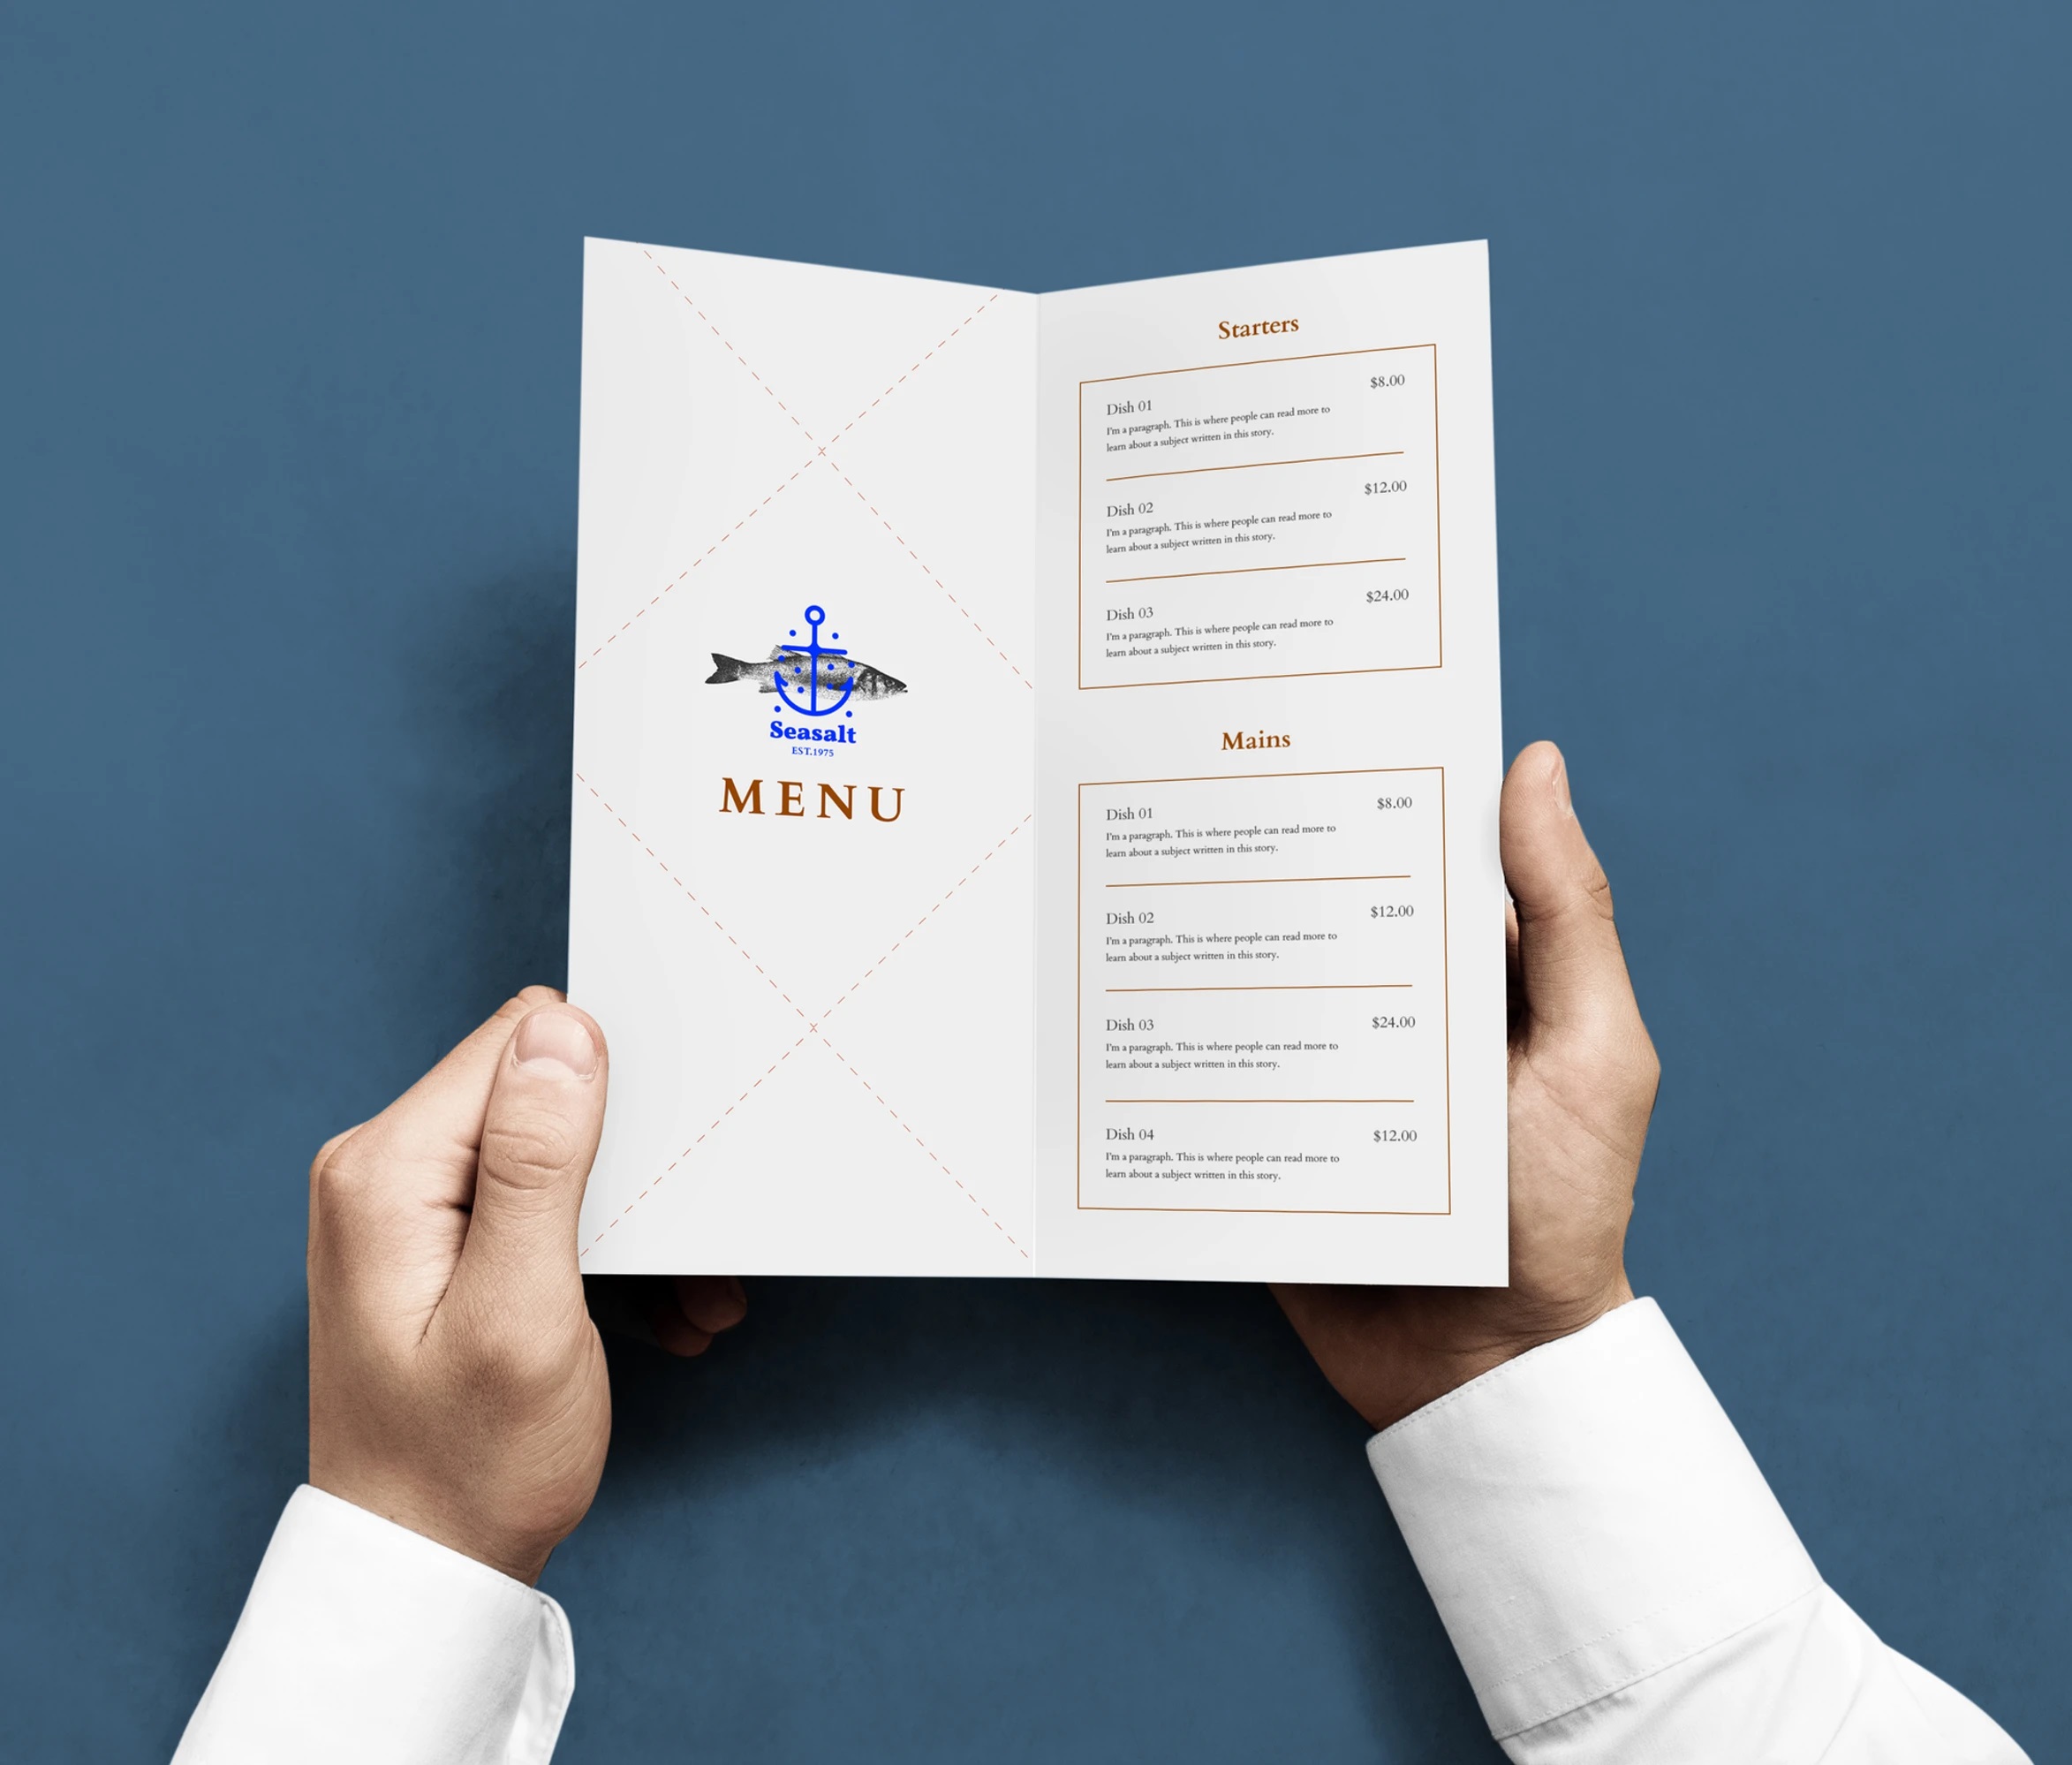 Seasalt
EST.1975
MENU
Starters
Dish 01
$8.00
I'm a paragraph. This is where people can read more to
learn about a subject written in this story.
Dish 02
$12.00
I'm a paragraph. This is where people can read more to
learn about a subject written in this story.
Dish 03
$24.00
I'm a paragraph. This is where people can read more to
learn about a subject written in this story.
Mains
Dish 01
$8.00
I'm a paragraph. This is where people can read more to
learn about a subject written in this story.
Dish 02
$12.00
I'm a paragraph. This is where people can read more to
learn about a subject written in this story.
Dish 03
$24.00
I'm a paragraph. This is where people can read more to
learn about a subject written in this story.
Dish 04
$12.00
I'm a paragraph. This is where people can read more to
learn about a subject written in this story.